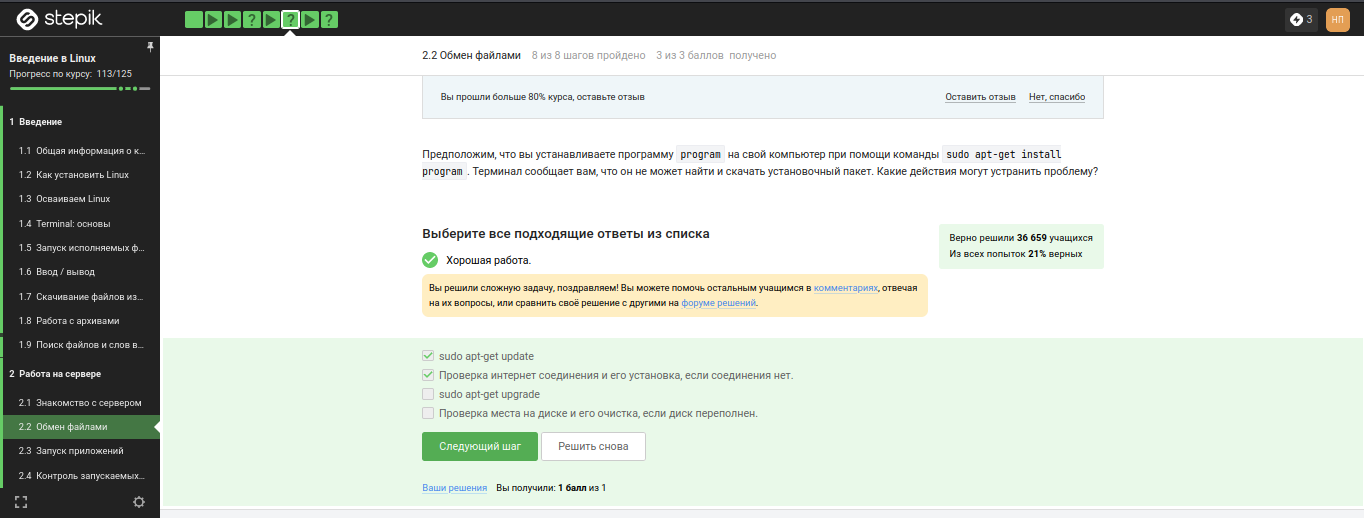 stepik
? ? ?
3
НП
Введение в Linux
Прогресс по курсу: 113/125
1 Введение
1.1 Общая информация о к...
1.2 Как установить Linux
1.3 Осваиваем Linux
1.4 Terminal: основы
1.5 Запуск исполняемых ф...
1.6 Ввод / вывод
1.7 Скачивание файлов из...
1.8 Работа с архивами
1.9 Поиск файлов и слов в...
2 Работа на сервере
2.1 Знакомство с сервером
2.2 Обмен файлами
2.3 Запуск приложений
2.4 Контроль запускаемых...
2.2 Обмен файлами 8 из 8 шагов пройдено 3 из 3 баллов получено
Вы прошли больше 80% курса, оставьте отзыв Оставить отзыв Нет, спасибо
Предположим, что вы устанавливаете программу program на свой компьютер при помощи команды sudo apt-get install
program. Терминал сообщает вам, что он не может найти и скачать установочный пакет. Какие действия могут устранить проблему?
Выберите все подходящие ответы из списка
Верно решили 36 659 учащихся
Из всех попыток 21% верных
Хорошая работа.
Вы решили сложную задачу, поздравляем! Вы можете помочь остальным учащимся в комментариях, отвечая
на их вопросы, или сравнить своё решение с другими на форуме решений.
sudo apt-get update
Проверка интернет соединения и его установка, если соединения нет.
sudo apt-get upgrade
Проверка места на диске и его очистка, если диск переполнен.
Следующий шаг Решить снова
Ваши решения Вы получили: 1 балл из 1